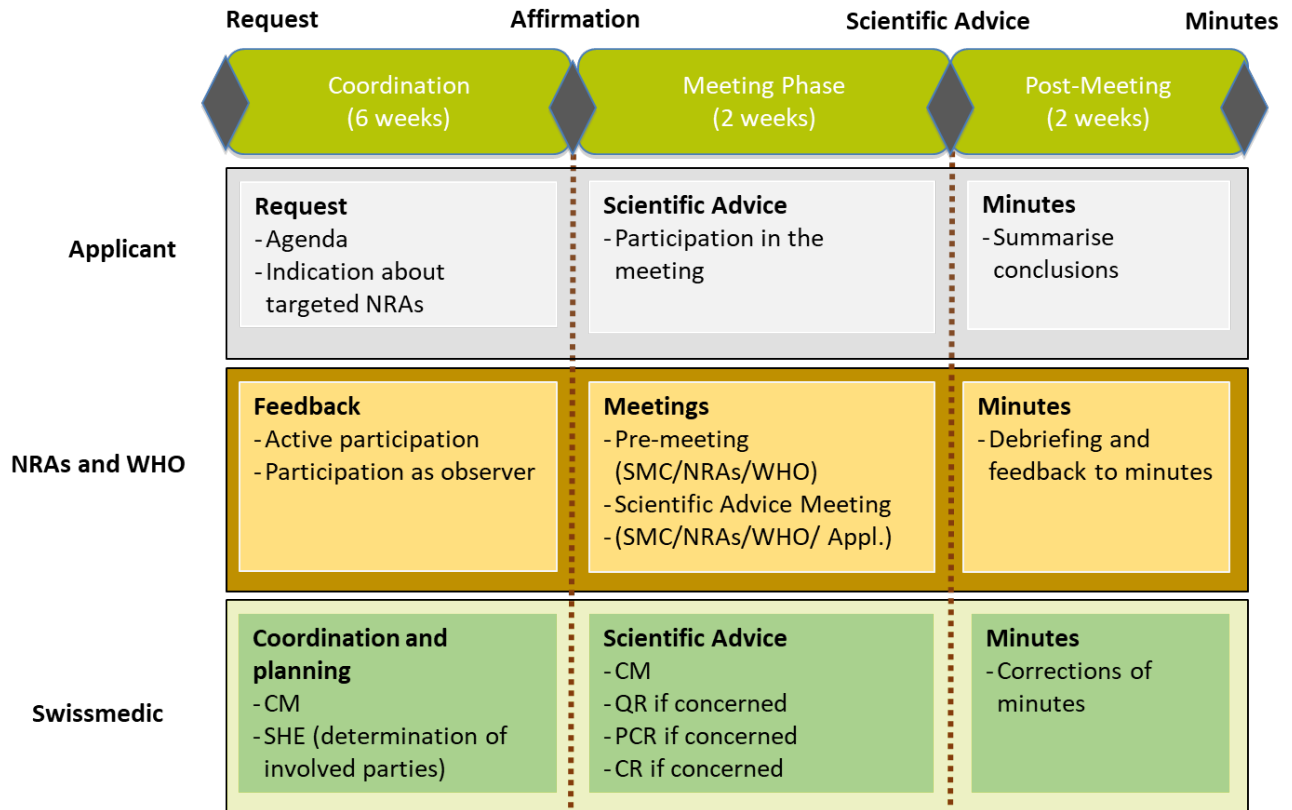 Request
Affirmation
Scientific Advice
Minutes
Coordination
(6 weeks)
Meeting Phase
(2 weeks)
Post-Meeting
(2 weeks)
Applicant
Request
-Agenda
-Indication about
targeted NRAs
Scientific Advice
-Participation in the
meeting
Minutes
-Summarise
conclusions
NRAs and WHO
Feedback
-Active participation
-Participation as observer
Meetings
-Pre-meeting
(SMC/NRAs/WHO)
-Scientific Advice Meeting
-(SMC/NRAs/WHO/ Appl.)
Minutes
-Debriefing and
feedback to minutes
Swissmedic
Coordination and
planning
-CM
-SHE (determination of
involved parties)
Scientific Advice
-CM
-QR if concerned
-PCR if concerned
-CR if concerned
Minutes
-Corrections of
minutes